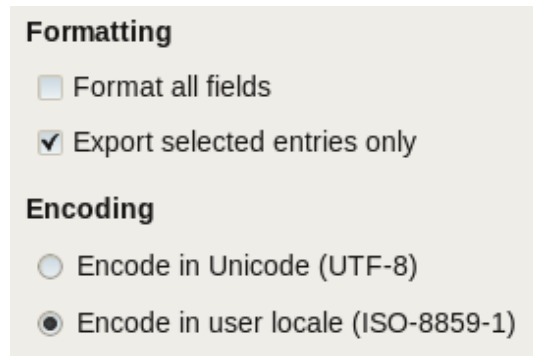 Formatting
Format all fields
Export selected entries only
Encoding
Encode in Unicode (UTF-8)
Encode in user locale (ISO-8859-1)